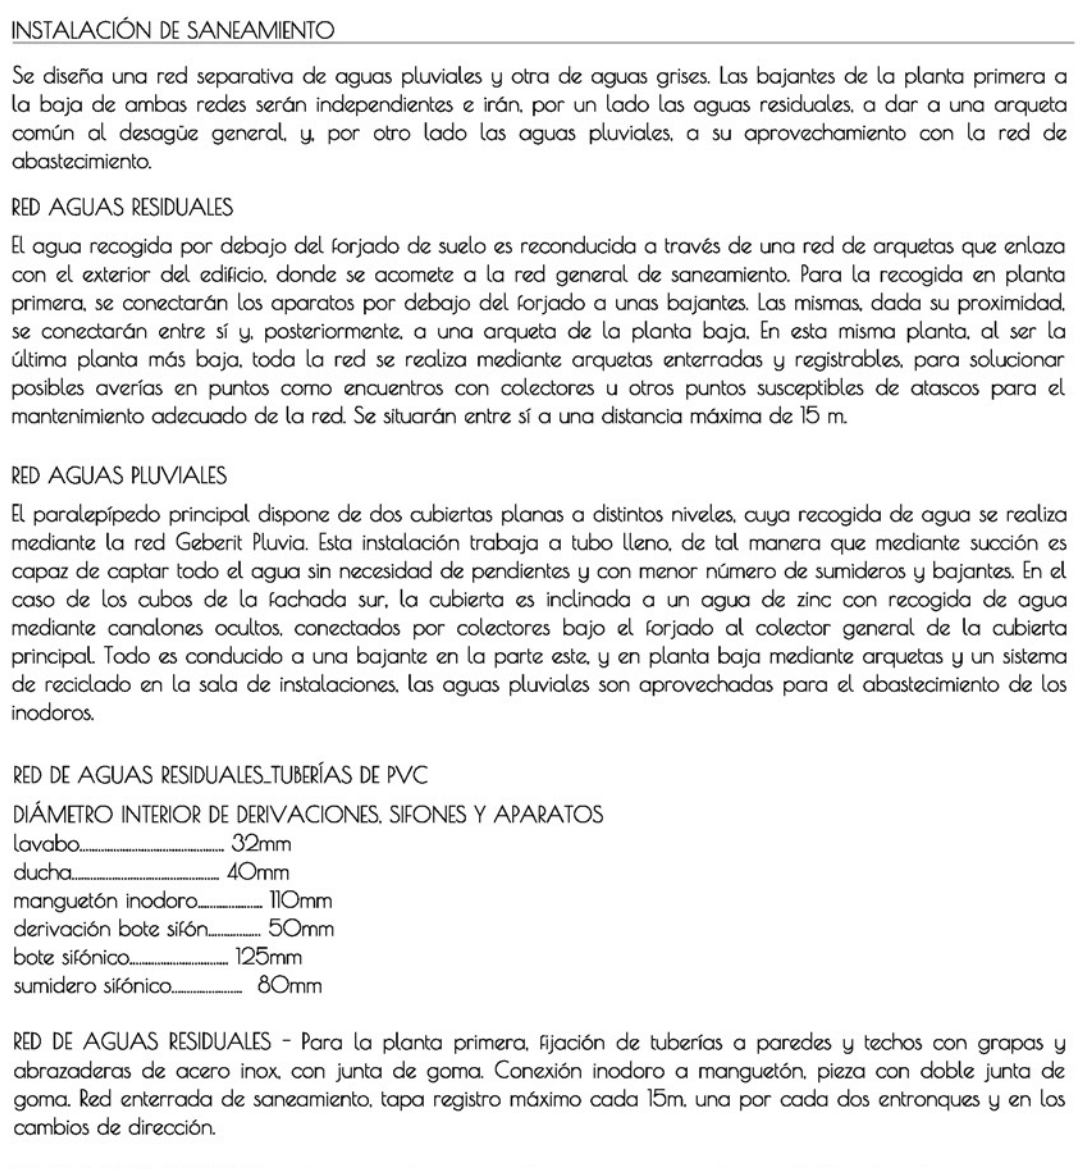 INSTALACIÓN DE SANEAMIENTO
Se diseña una red separativa de aguas pluviales y otra de aguas grises. Las bajantes de la planta primera a
la baja de ambas redes serán independientes e irán, por un lado las aguas residuales, a dar a una arqueta
común al desagüe general, y, por otro lado las aguas pluviales, a su aprovechamiento con la red de
abastecimiento.
RED AGUAS RESIDUALES
El agua recogida por debajo del forjado de suelo es reconducida a través de una red de arquetas que enlaza
con el exterior del edificio, donde se acomete a la red general de saneamiento. Para la recogida en planta
primera, se conectarán los aparatos por debajo del forjado a unas bajantes. Las mismas, dada su proximidad,
se conectarán entre sí y, posteriormente, a una arqueta de la planta baja, En esta misma planta, al ser la
última planta más baja, toda la red se realiza mediante arquetas enterradas y registrables, para solucionar
posibles averías en puntos como encuentros con colectores u otros puntos susceptibles de atascos para el
mantenimiento adecuado de la red. Se situarán entre sí a una distancia máxima de 15 m.
RED AGUAS PLUVIALES
El paralepípedo principal dispone de dos cubiertas planas a distintos niveles, cuya recogida de agua se realiza
mediante la red Geberit Pluvia. Esta instalación trabaja a tubo lleno, de tal manera que mediante succión es
capaz de captar todo el agua sin necesidad de pendientes y con menor número de sumideros y bajantes. En el
caso de los cubos de la fachada sur, la cubierta es inclinada a un agua de zinc con recogida de agua
mediante canalones ocultos, conectados por colectores bajo el forjado al colector general de la cubierta
principal. Todo es conducido a una bajante en la parte este, y en planta baja mediante arquetas y un sistema
de reciclado en la sala de instalaciones, las aguas pluviales son aprovechadas para el abastecimiento de los
inodoros.
RED DE AGUAS RESIDUALES_TUBERÍAS DE PVC
DIÁMETRO INTERIOR DE DERIVACIONES, SIFONES Y APARATOS
lavabo................................................ 32mm
ducha................................................. 40mm
manguetón inodoro..................... 110mm
derivación bote sifón................. 50mm
bote sifónico................................ 125mm
sumidero sifónico....................... 80mm
RED DE AGUAS RESIDUALES - Para la planta primera, fijación de tuberías a paredes y techos con grapas y
abrazaderas de acero inox, con junta de goma. Conexión inodoro a manguetón, pieza con doble junta de
goma. Red enterrada de saneamiento, tapa registro máximo cada 15m, una por cada dos entronques y en los
cambios de dirección.